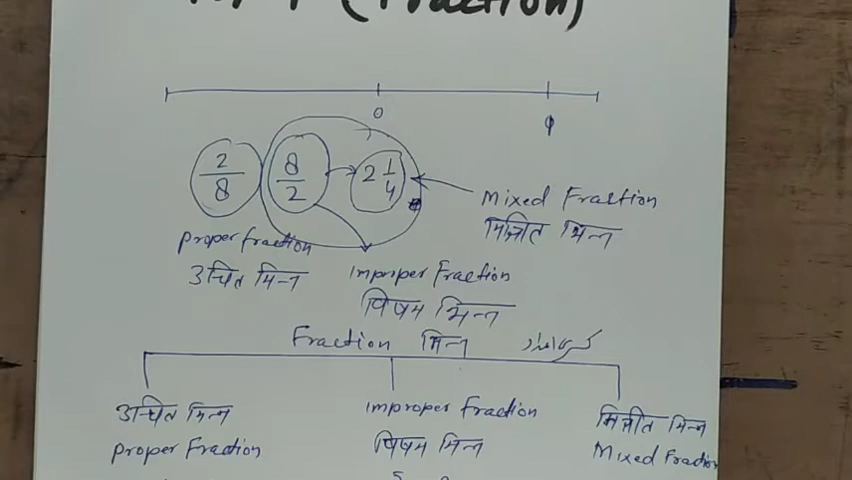 (Fraction)
0
2/8 8/2 2 1/4
Mixed Fraction
मिश्रित भिन्न
proper fraction
उचित भिन्न
Improper Fraction
विषम भिन्न
Fraction भिन्न
उचित भिन्न
proper Fraction
Improper Fraction
विषम भिन्न
मिश्रित भिन्न
Mixed Fraction